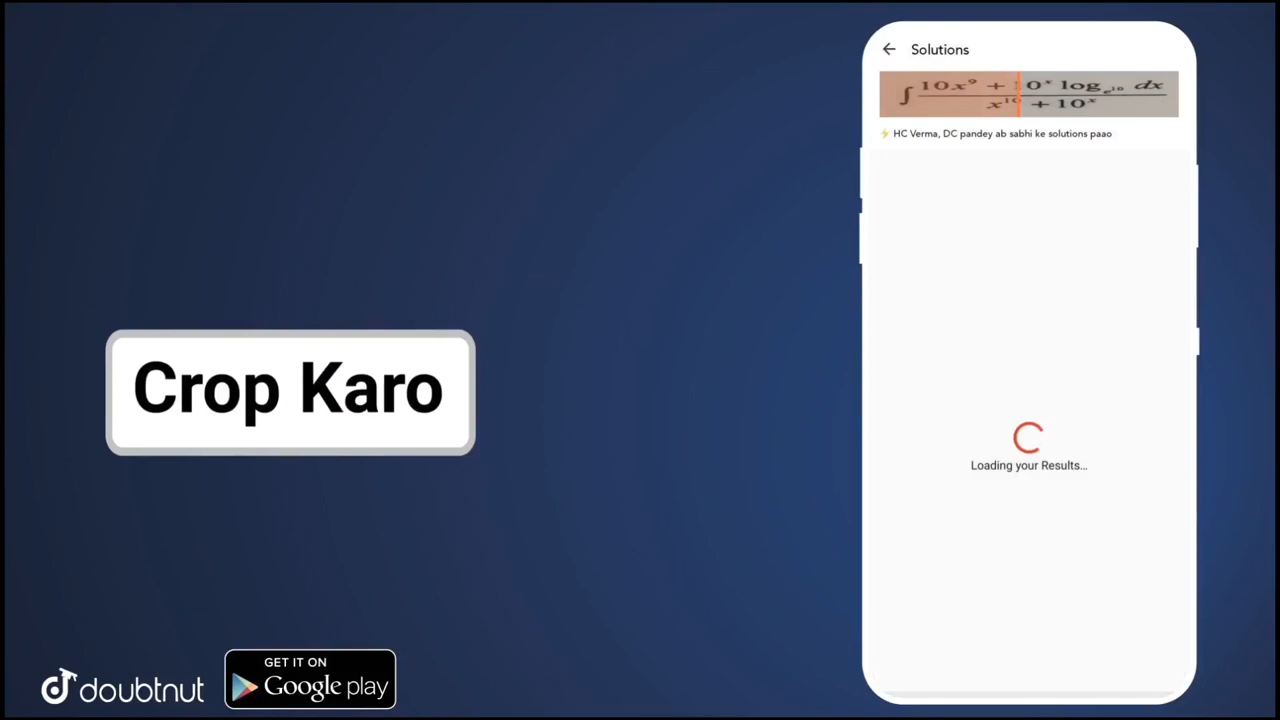 ← Solutions
∫ 10x⁹ + 10ˣ logₑ¹⁰ dx
x¹⁰ + 10ˣ
⚡ HC Verma, DC pandey ab sabhi ke solutions paao
Crop Karo
Loading your Results...
doubtnut
GET IT ON
Google play